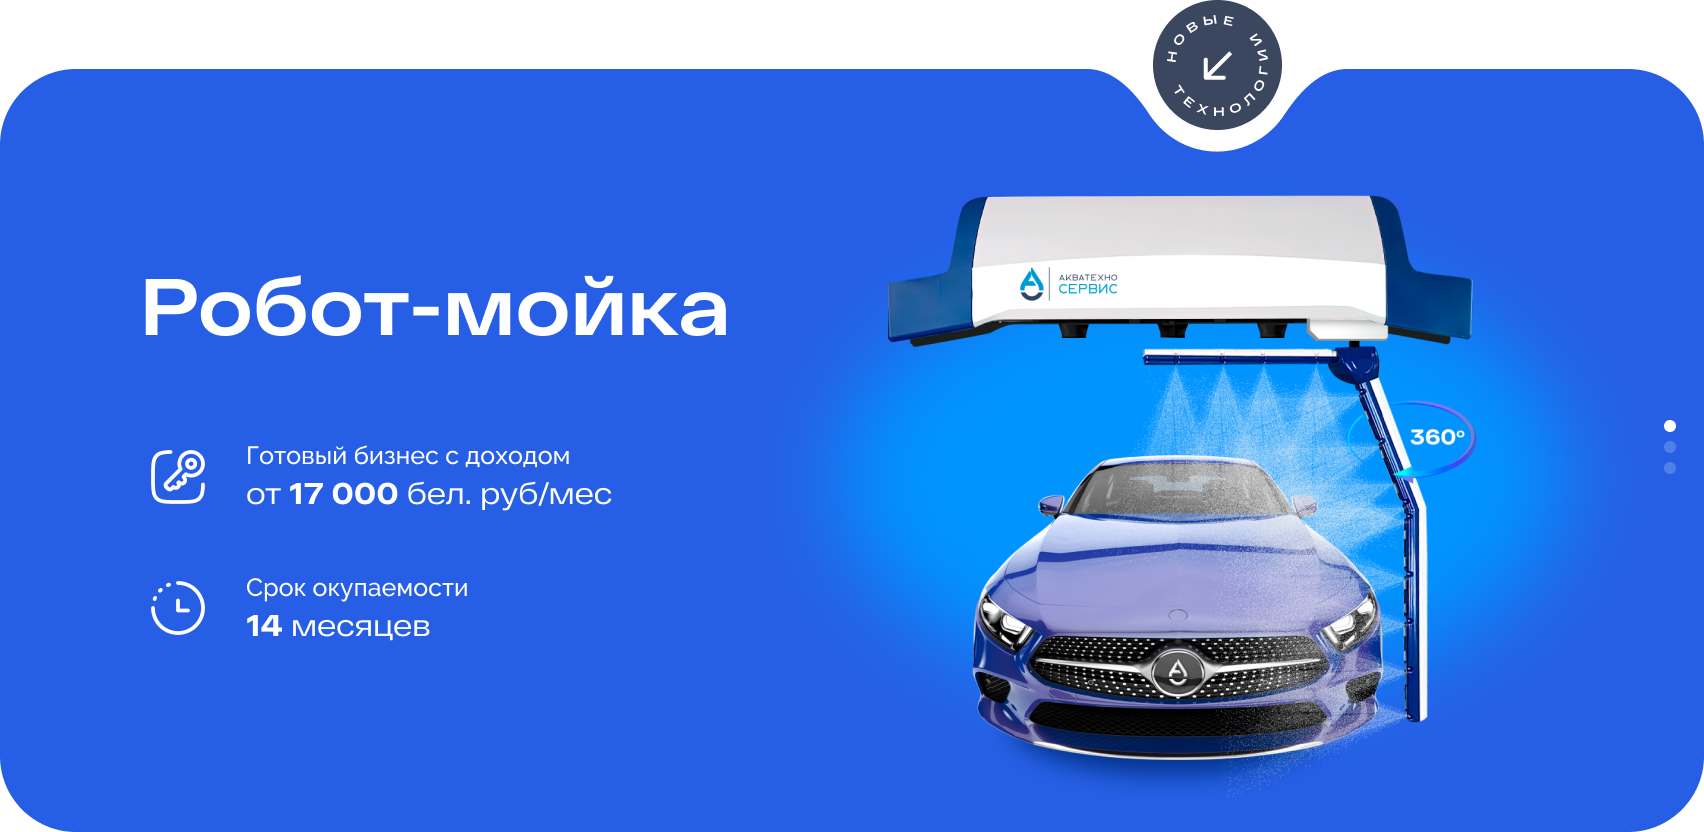 НОВЫЕ ТЕХНОЛОГИИ
АКВАТЕХНО
СЕРВИС
Робот-мойка
360°
Готовый бизнес с доходом
от 17 000 бел. руб/мес
Срок окупаемости
14 месяцев